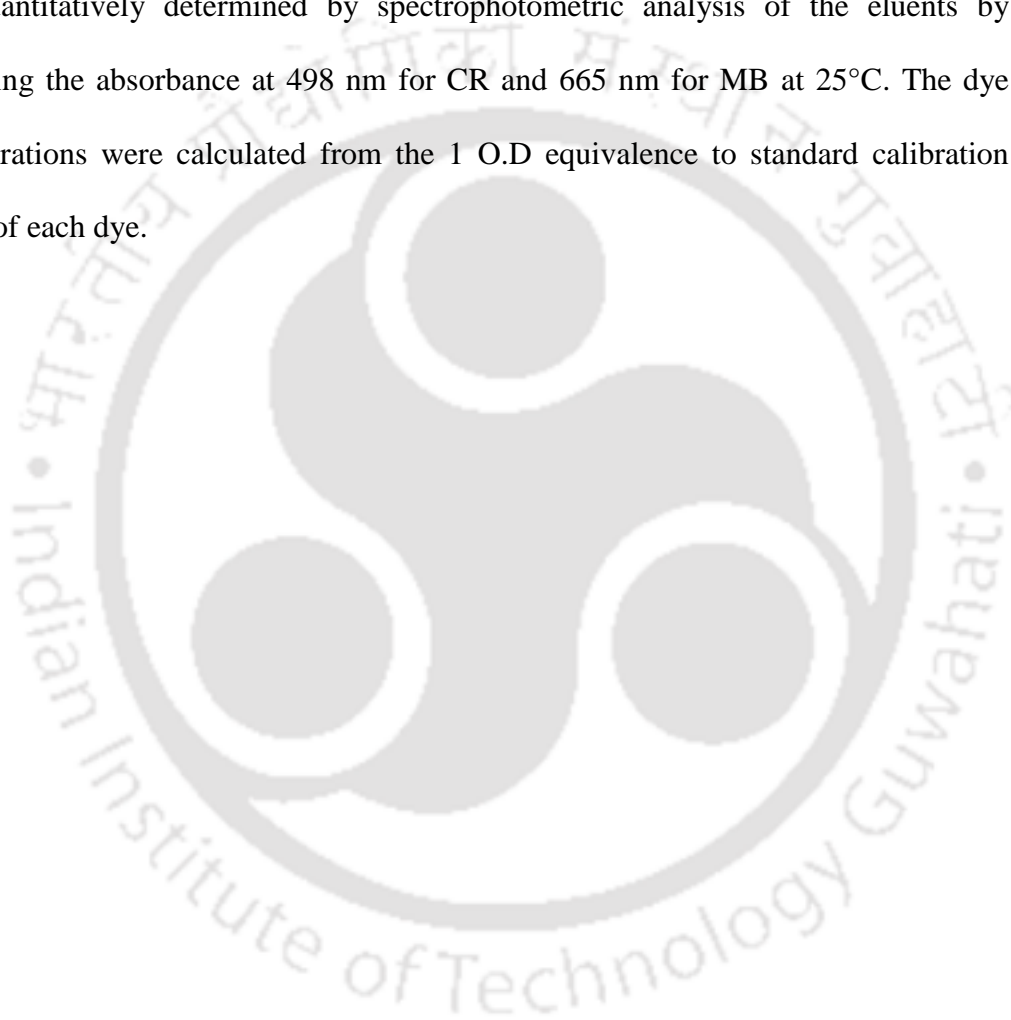 antitatively determined by spectrophotometric analysis of the eluents by
ing the absorbance at 498 nm for CR and 665 nm for MB at 25°C. The dye
rations were calculated from the 1 O.D equivalence to standard calibration
of each dye.
भारतीय प्रौद्योगिकी संस्थान गुवाहाटी
• Indian Institute of Technology Guwahati •